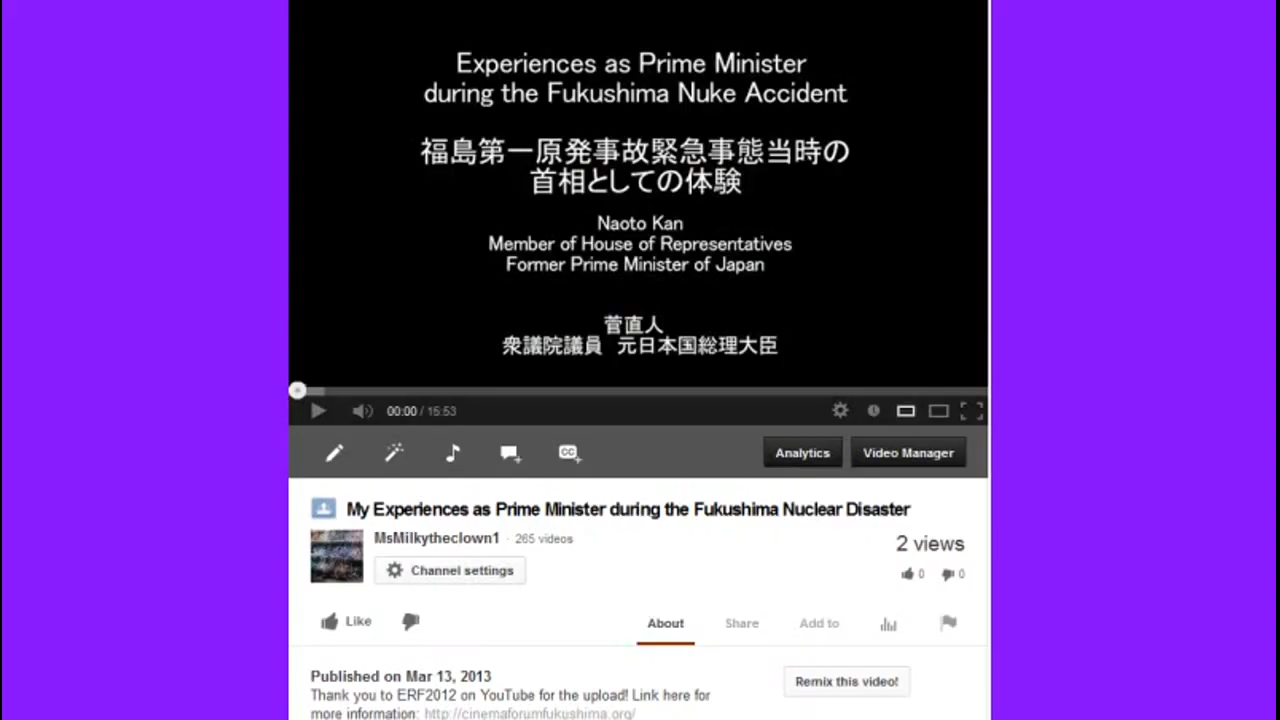 Experiences as Prime Minister
during the Fukushima Nuke Accident
福島第一原発事故緊急事態当時の
首相としての体験
Naoto Kan
Member of House of Representatives
Former Prime Minister of Japan
菅直人
衆議院議員　元日本国総理大臣
00:00 / 15:53
CC
Analytics
Video Manager
My Experiences as Prime Minister during the Fukushima Nuclear Disaster
MsMilkytheclown1 · 265 videos
2 views
Channel settings
0 0
Like
About
Share
Add to
Published on Mar 13, 2013
Remix this video!
Thank you to ERF2012 on YouTube for the upload! Link here for
more information: http://cinemaforumfukushima.org/